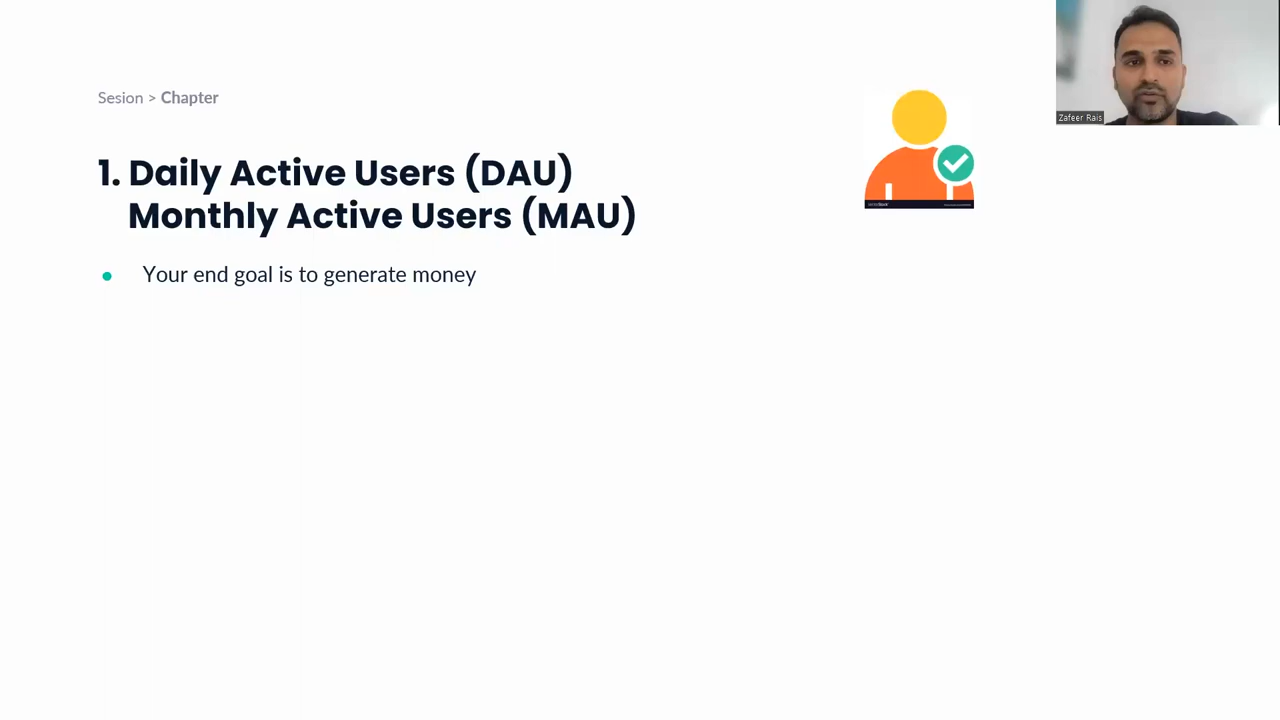 Sesion > Chapter
1. Daily Active Users (DAU)
Monthly Active Users (MAU)
• Your end goal is to generate money
Zafeer Rais